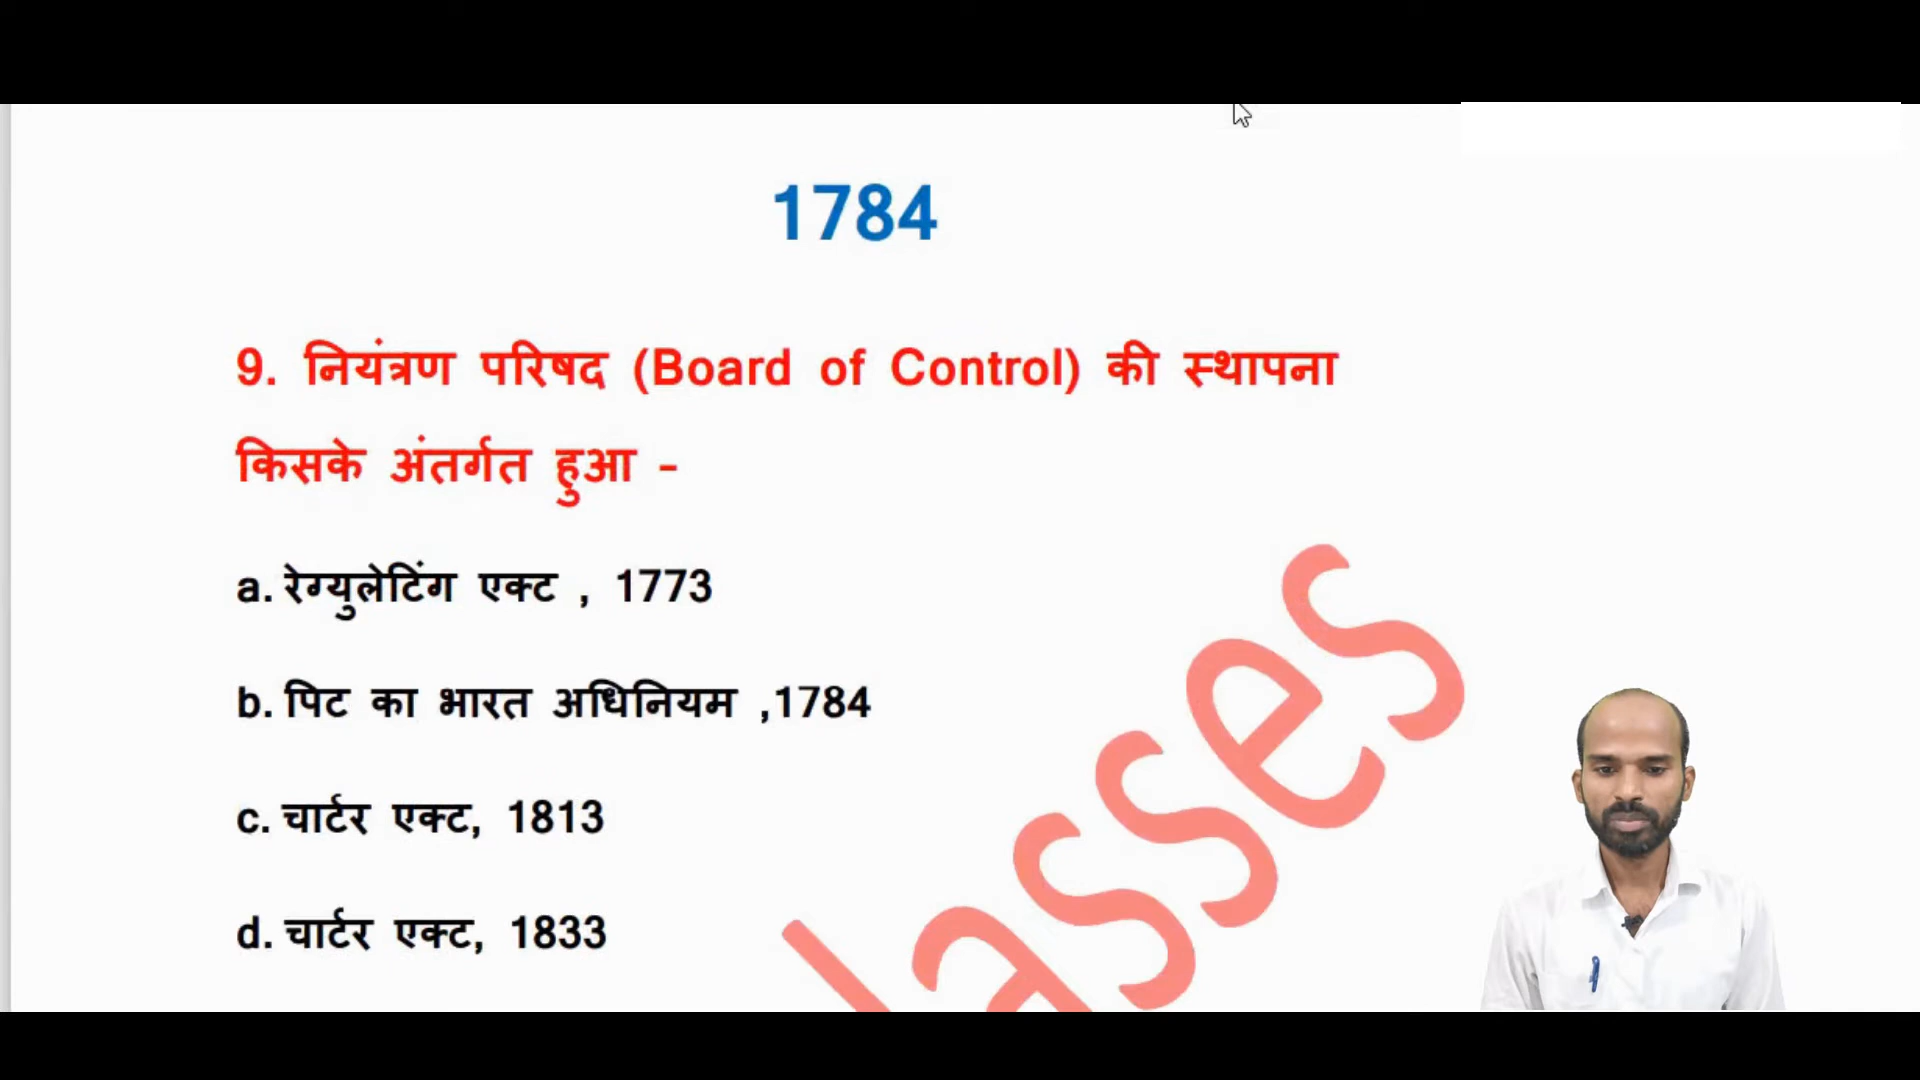 1784
9. नियंत्रण परिषद (Board of Control) की स्थापना
किसके अंतर्गत हुआ -
a. रेग्युलेटिंग एक्ट , 1773
b. पिट का भारत अधिनियम ,1784
c. चार्टर एक्ट, 1813
d. चार्टर एक्ट, 1833
lasses